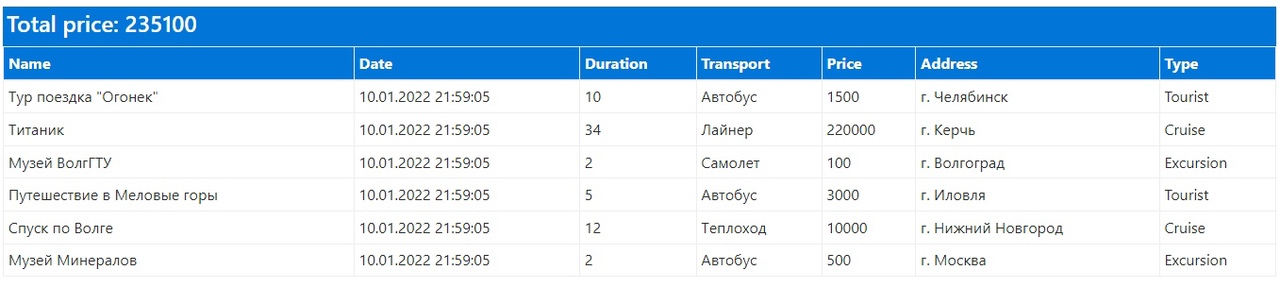 Total price: 235100
Name Date Duration Transport Price Address Type
Тур поездка "Огонек" 10.01.2022 21:59:05 10 Автобус 1500 г. Челябинск Tourist
Титаник 10.01.2022 21:59:05 34 Лайнер 220000 г. Керчь Cruise
Музей ВолгГТУ 10.01.2022 21:59:05 2 Самолет 100 г. Волгоград Excursion
Путешествие в Меловые горы 10.01.2022 21:59:05 5 Автобус 3000 г. Иловля Tourist
Спуск по Волге 10.01.2022 21:59:05 12 Теплоход 10000 г. Нижний Новгород Cruise
Музей Минералов 10.01.2022 21:59:05 2 Автобус 500 г. Москва Excursion